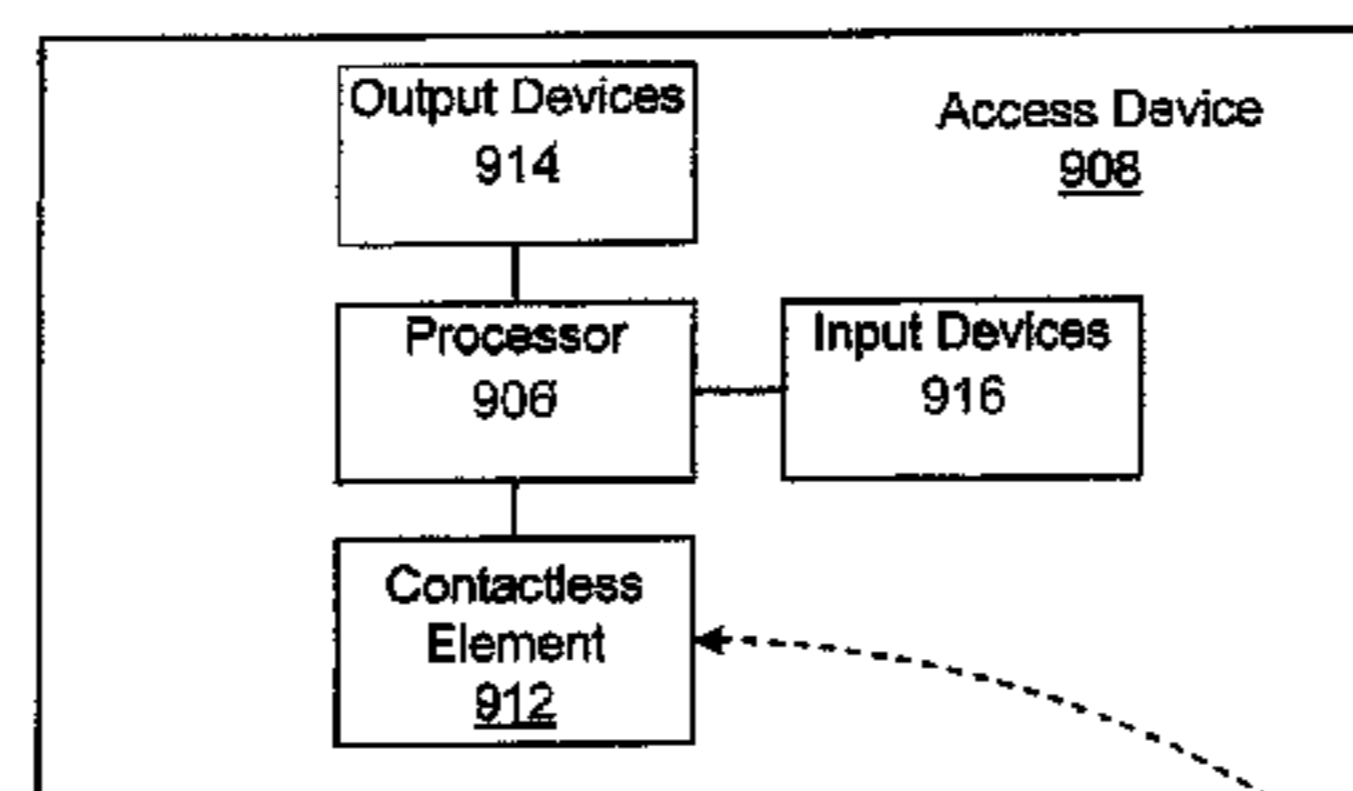 Output Devices
914
Access Device
908
Processor
906
Input Devices
916
Contactless
Element
912